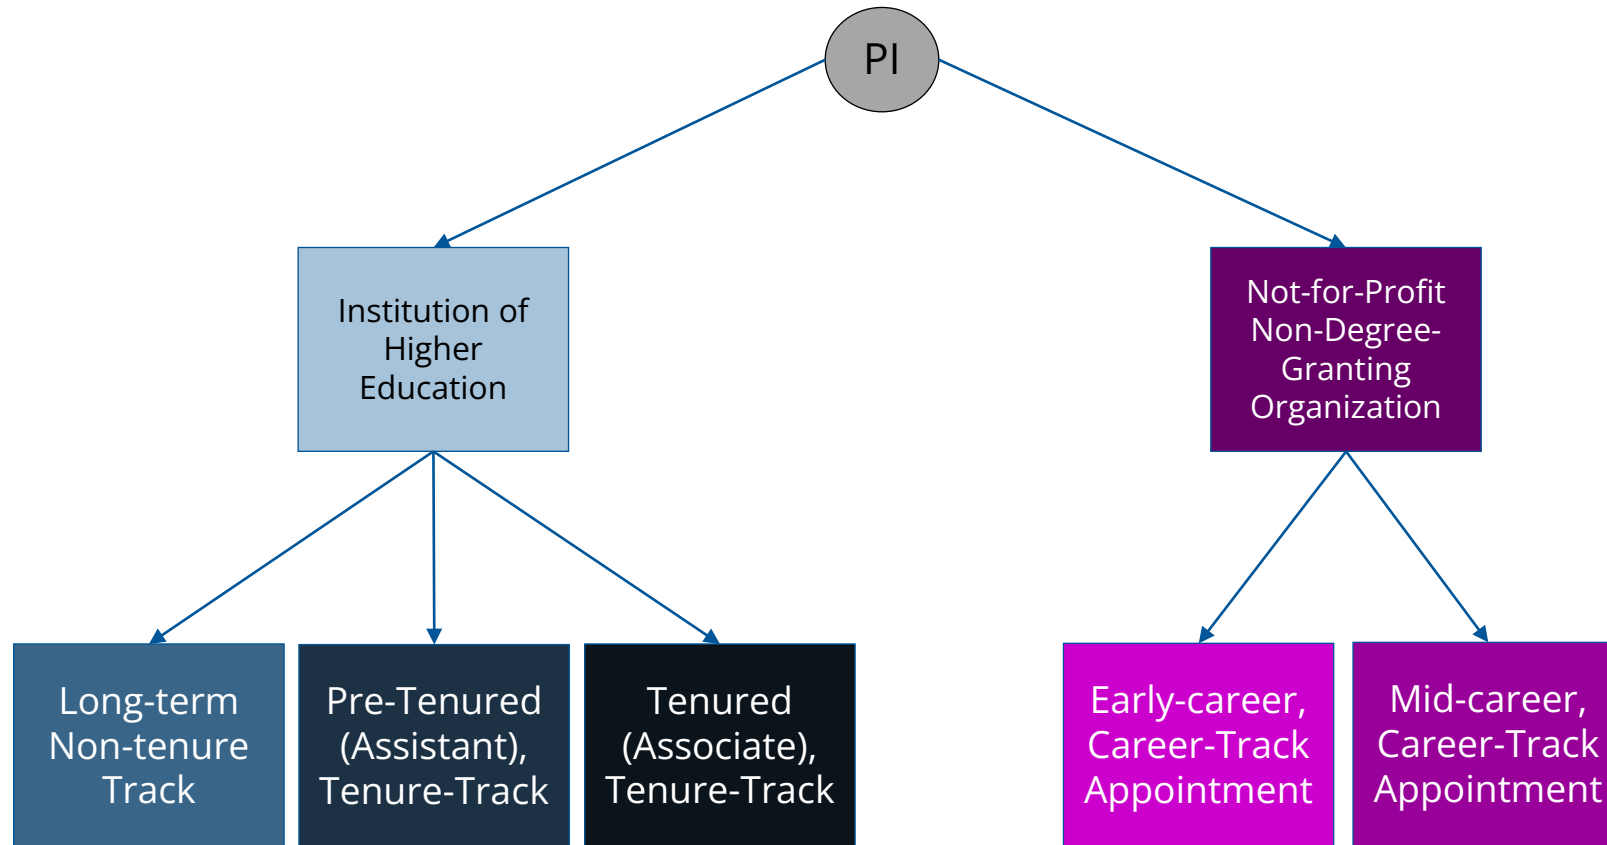 PI
Institution of
Higher
Education
Not-for-Profit
Non-Degree-
Granting
Organization
Long-term
Non-tenure
Track
Pre-Tenured
(Assistant),
Tenure-Track
Tenured
(Associate),
Tenure-Track
Early-career,
Career-Track
Appointment
Mid-career,
Career-Track
Appointment